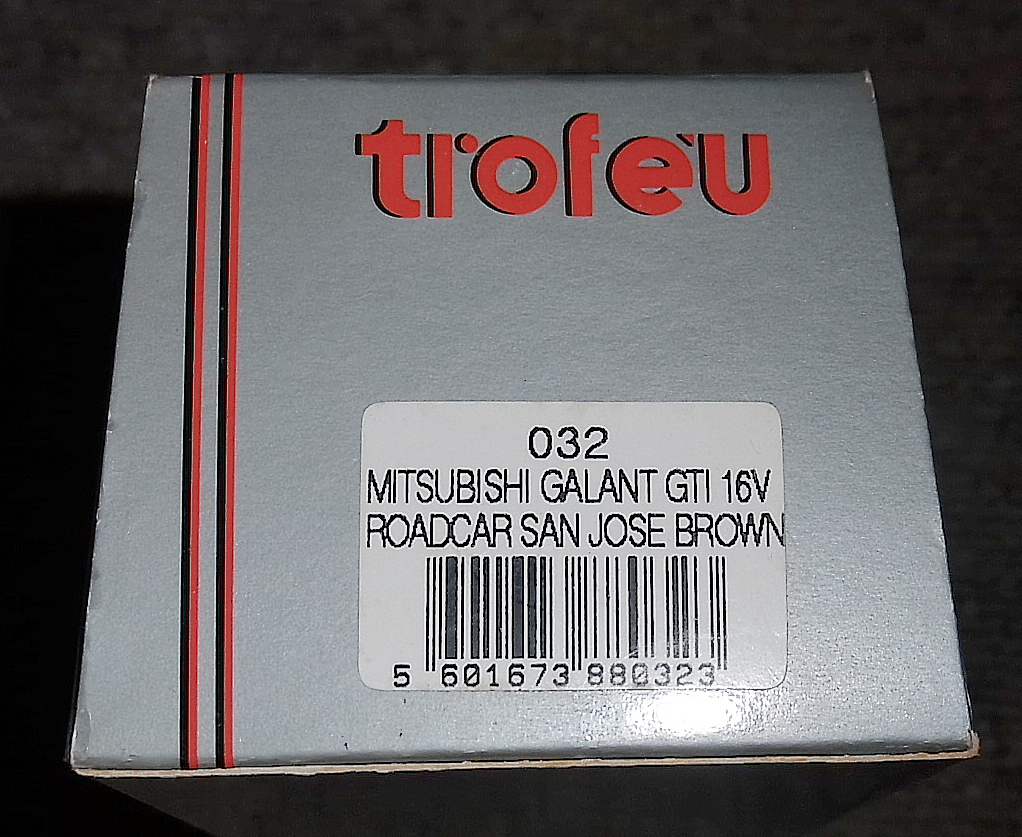 trofeu
032
MITSUBISHI GALANT GTI 16V
ROADCAR SAN JOSE BROWN
5 601673 880323